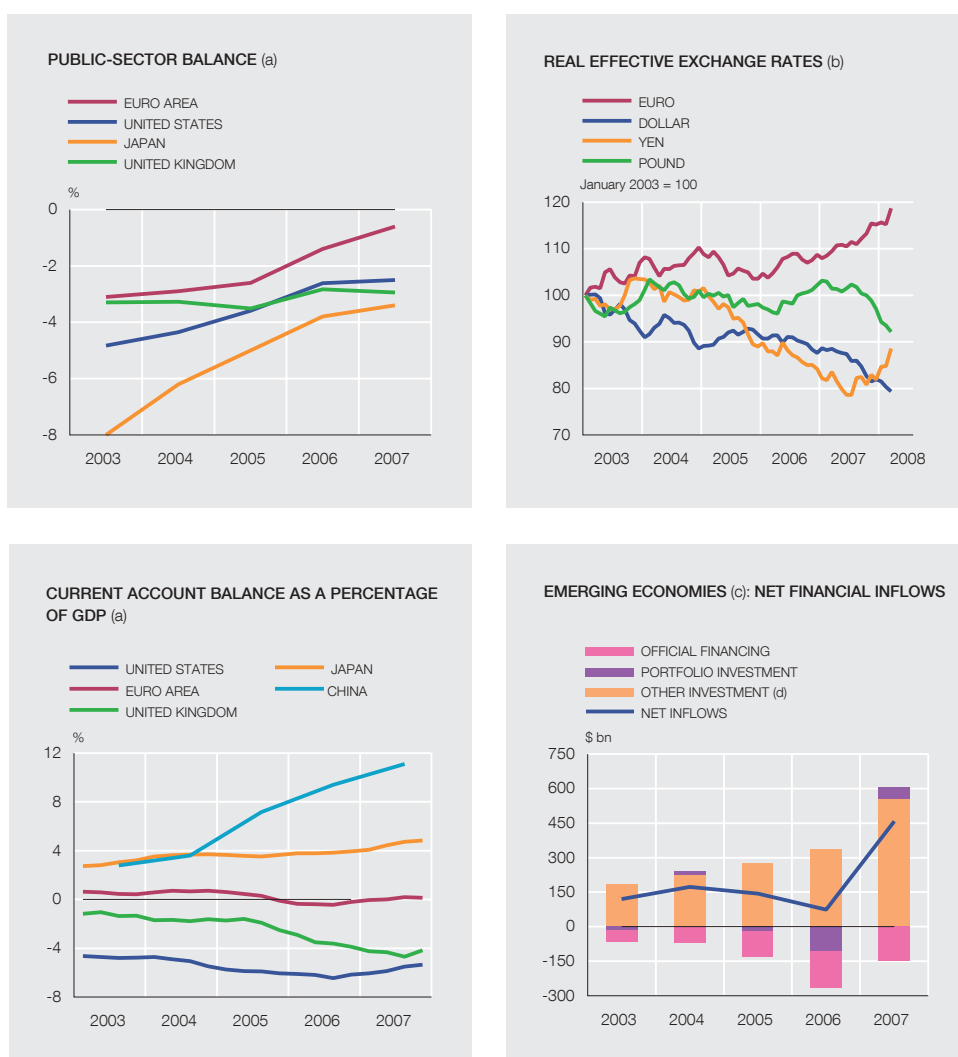 PUBLIC-SECTOR BALANCE (a)
EURO AREA
UNITED STATES
JAPAN
UNITED KINGDOM
%
0
-2
-4
-6
-8
2003 2004 2005 2006 2007
REAL EFFECTIVE EXCHANGE RATES (b)
EURO
DOLLAR
YEN
POUND
January 2003 = 100
120
110
100
90
80
70
2003 2004 2005 2006 2007 2008
CURRENT ACCOUNT BALANCE AS A PERCENTAGE
OF GDP (a)
UNITED STATES JAPAN
EURO AREA CHINA
UNITED KINGDOM
%
12
8
4
0
-4
-8
2003 2004 2005 2006 2007
EMERGING ECONOMIES (c): NET FINANCIAL INFLOWS
OFFICIAL FINANCING
PORTFOLIO INVESTMENT
OTHER INVESTMENT (d)
NET INFLOWS
$ bn
750
600
450
300
150
0
-150
-300
2003 2004 2005 2006 2007